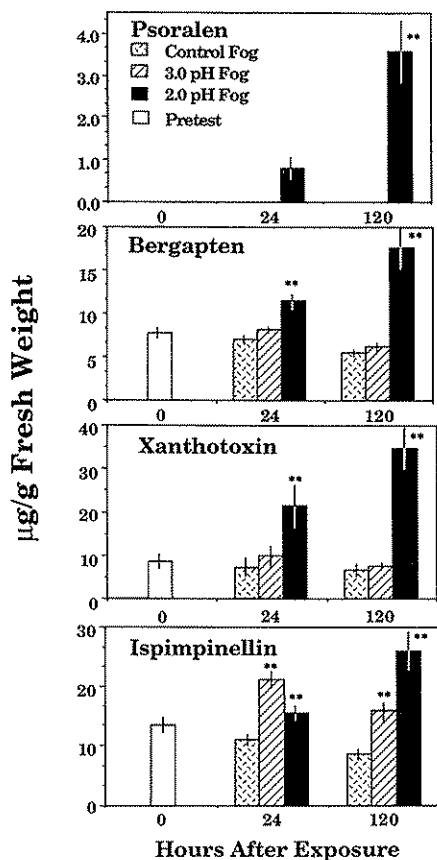 Psoralen
Control Fog
3.0 pH Fog
2.0 pH Fog
Pretest
4.0
3.0
2.0
1.0
0.0
**
0 24 120
Bergapten
20
15
10
5
0
**
**
0 24 120
Xanthotoxin
40
30
20
10
0
**
**
0 24 120
Ispimpinellin
30
20
10
0
**
**
**
**
0 24 120
Hours After Exposure
µg/g Fresh Weight